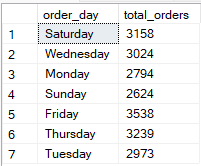 order_day total_orders
1 Saturday 3158
2 Wednesday 3024
3 Monday 2794
4 Sunday 2624
5 Friday 3538
6 Thursday 3239
7 Tuesday 2973